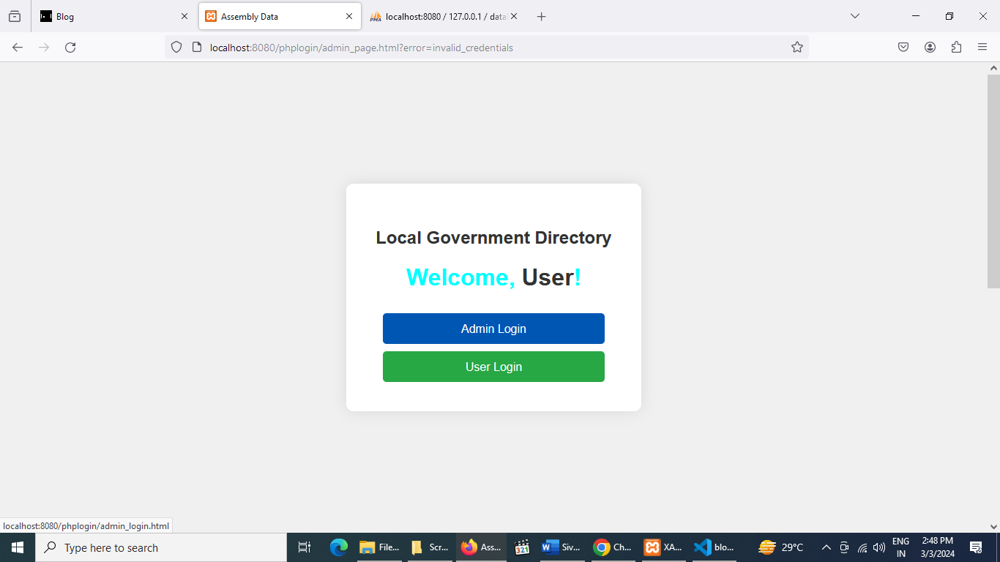 Blog
Assembly Data
localhost:8080 / 127.0.0.1 / data
localhost:8080/phplogin/admin_page.html?error=invalid_credentials
Local Government Directory
Welcome, User!
Admin Login
User Login
localhost:8080/phplogin/admin_login.html
Type here to search
File...
Scr...
Ass...
321
Siv...
Ch...
XA...
blo...
29°C
ENG
IN
2:48 PM
3/3/2024